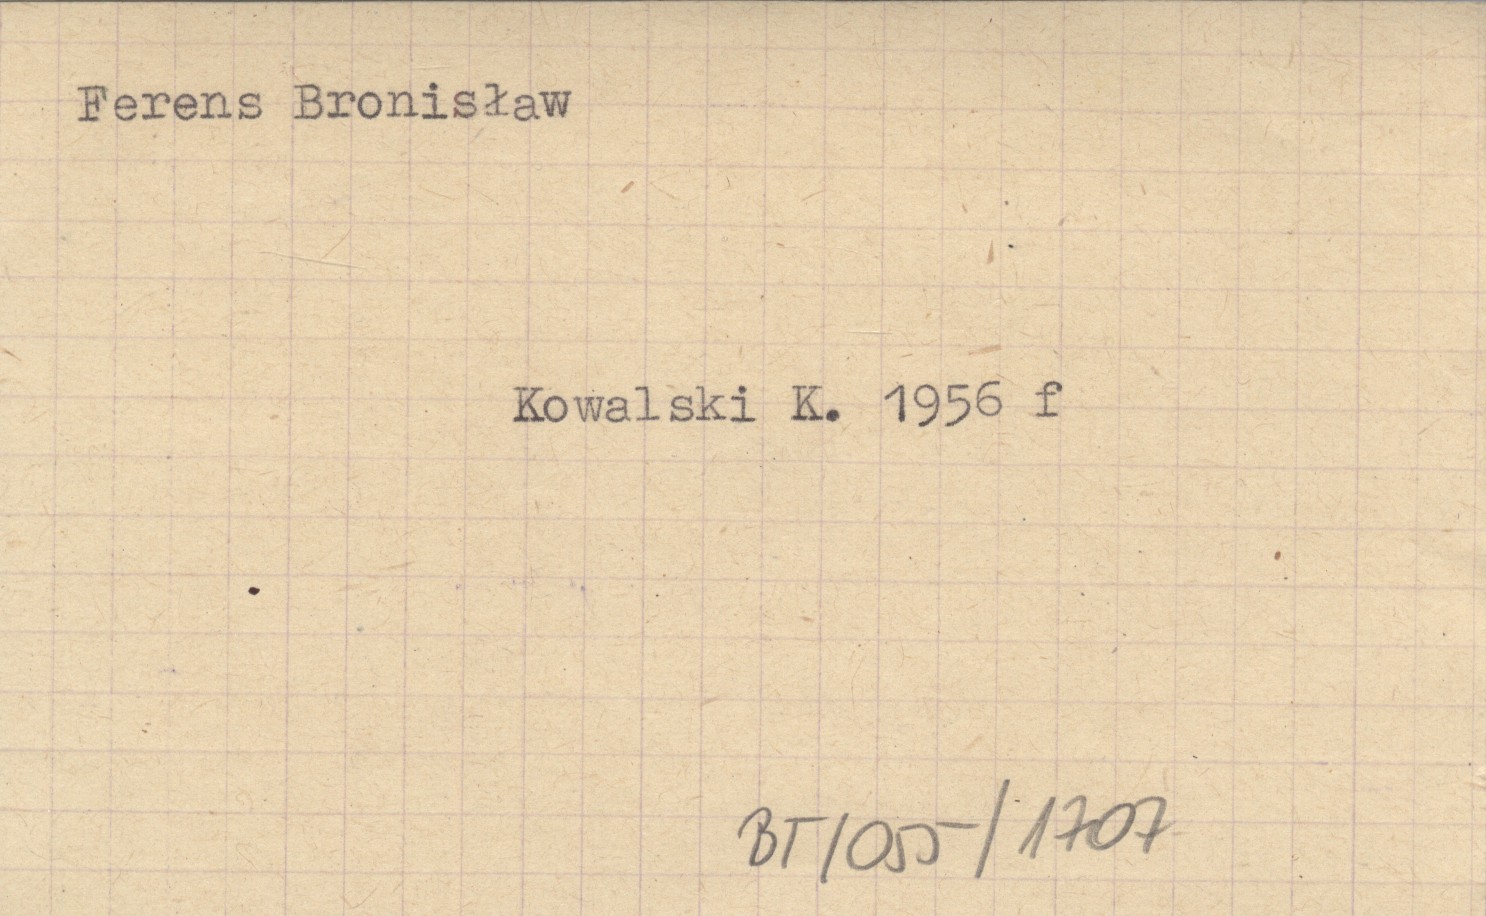 Ferens Bronisław
Kowalski K. 1956 f
BT/055/1707